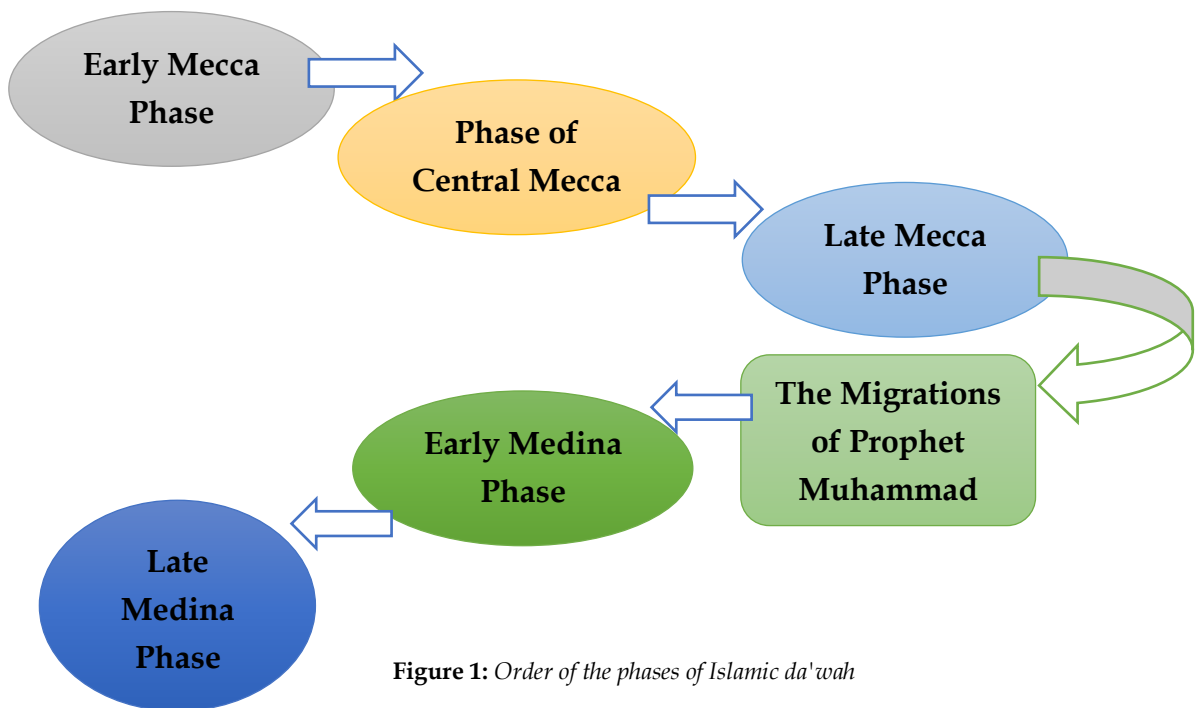 Early Mecca
Phase
Phase of
Central Mecca
Late Mecca
Phase
The Migrations
of Prophet
Muhammad
Early Medina
Phase
Late
Medina
Phase
Figure 1: Order of the phases of Islamic da'wah